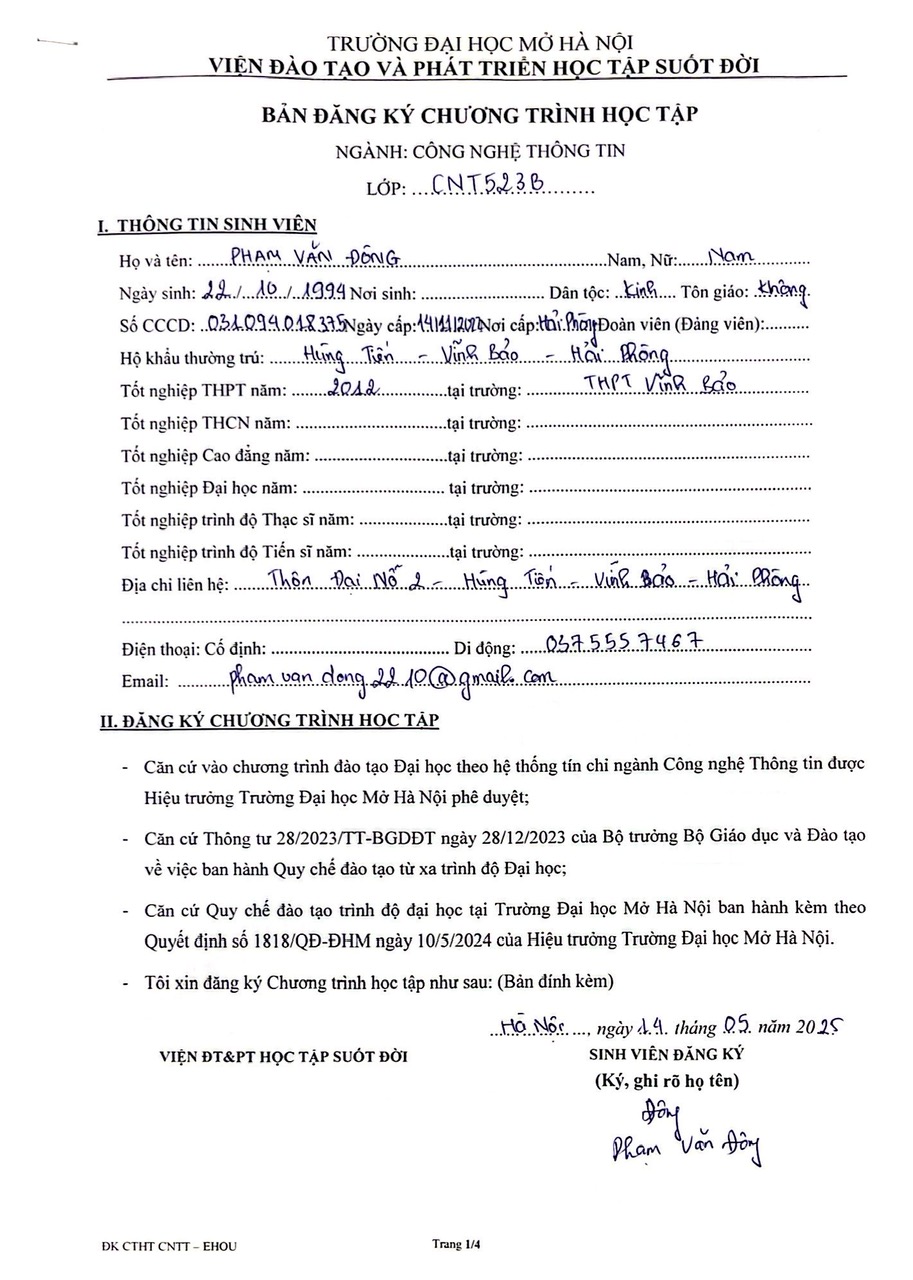 TRƯỜNG ĐẠI HỌC MỞ HÀ NỘI
VIỆN ĐÀO TẠO VÀ PHÁT TRIỂN HỌC TẬP SUỐT ĐỜI
BẢN ĐĂNG KÝ CHƯƠNG TRÌNH HỌC TẬP
NGÀNH: CÔNG NGHỆ THÔNG TIN
LỚP: ...CNT523B...........
I. THÔNG TIN SINH VIÊN
Họ và tên: ......PHẠM VĂN ĐÔNG......Nam, Nữ:......Nam......
Ngày sinh: 22../..10../..1994 Nơi sinh: ............................ Dân tộc: ..Kinh... Tôn giáo: .Không.
Số CCCD: .031094018375Ngày cấp:14/11/2022Nơi cấp:Hải PhòngĐoàn viên (Đảng viên):..........
Hộ khẩu thường trú: ......Hùng Tiến - Vĩnh Bảo - Hải Phòng......
Tốt nghiệp THPT năm: ........2012............tại trường: ............THPT Vĩnh Bảo............
Tốt nghiệp THCN năm: ..................................tại trường: ..................................................................
Tốt nghiệp Cao đẳng năm: ..............................tại trường: ..................................................................
Tốt nghiệp Đại học năm: ................................ tại trường: .................................................................
Tốt nghiệp trình độ Thạc sĩ năm: ....................tại trường: ..................................................................
Tốt nghiệp trình độ Tiến sĩ năm: .....................tại trường: .................................................................
Địa chỉ liên hệ: ........Thôn Đại Nỗ 2 - Hùng Tiến - Vĩnh Bảo - Hải Phòng..
..........................................................................................................................................
Điện thoại: Cố định: ........................................ Di động: .....0375557467........................
Email: ............phamvandong2210@gmail.com............
II. ĐĂNG KÝ CHƯƠNG TRÌNH HỌC TẬP
- Căn cứ vào chương trình đào tạo Đại học theo hệ thống tín chỉ ngành Công nghệ Thông tin được
Hiệu trưởng Trường Đại học Mở Hà Nội phê duyệt;
- Căn cứ Thông tư 28/2023/TT-BGDĐT ngày 28/12/2023 của Bộ trưởng Bộ Giáo dục và Đào tạo
về việc ban hành Quy chế đào tạo từ xa trình độ Đại học;
- Căn cứ Quy chế đào tạo trình độ đại học tại Trường Đại học Mở Hà Nội ban hành kèm theo
Quyết định số 1818/QĐ-ĐHM ngày 10/5/2024 của Hiệu trưởng Trường Đại học Mở Hà Nội.
- Tôi xin đăng ký Chương trình học tập như sau: (Bản đính kèm)
...Hà Nội...., ngày 14. tháng 05. năm 2025
VIỆN ĐT&PT HỌC TẬP SUỐT ĐỜI
SINH VIÊN ĐĂNG KÝ
(Ký, ghi rõ họ tên)
Đông
Phạm Văn Đông
ĐK CTHT CNTT – EHOU
Trang 1/4